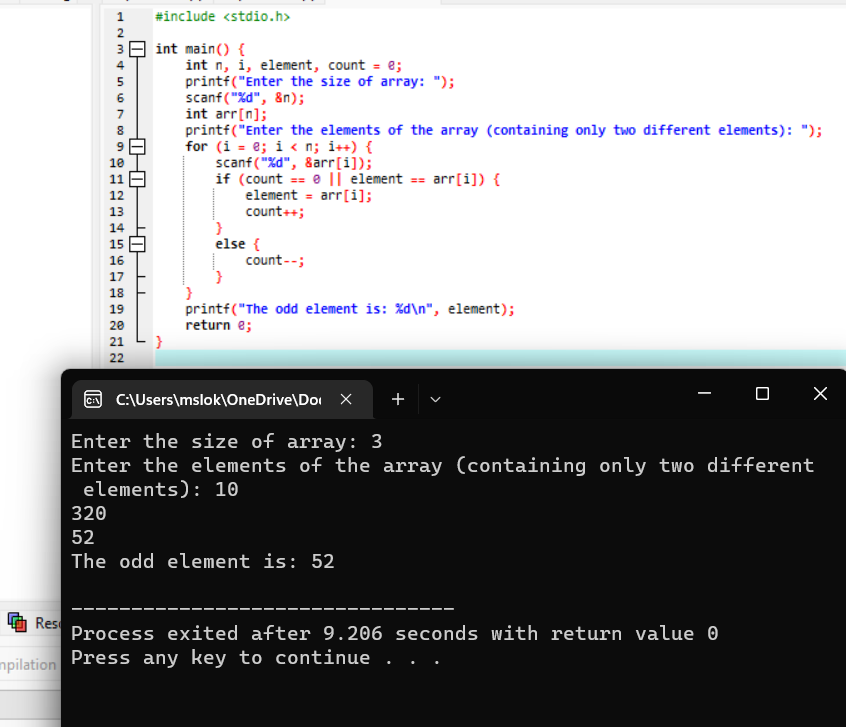 1 #include <stdio.h>
2
3 int main() {
4 int n, i, element, count = 0;
5 printf("Enter the size of array: ");
6 scanf("%d", &n);
7 int arr[n];
8 printf("Enter the elements of the array (containing only two different elements): ");
9 for (i = 0; i < n; i++) {
10 scanf("%d", &arr[i]);
11 if (count == 0 || element == arr[i]) {
12 element = arr[i];
13 count++;
14 }
15 else {
16 count--;
17 }
18 }
19 printf("The odd element is: %d\n", element);
20 return 0;
21 }
22
C:\Users\mslok\OneDrive\Do
Enter the size of array: 3
Enter the elements of the array (containing only two different
elements): 10
320
52
The odd element is: 52
--------------------------------
Process exited after 9.206 seconds with return value 0
Press any key to continue . . .